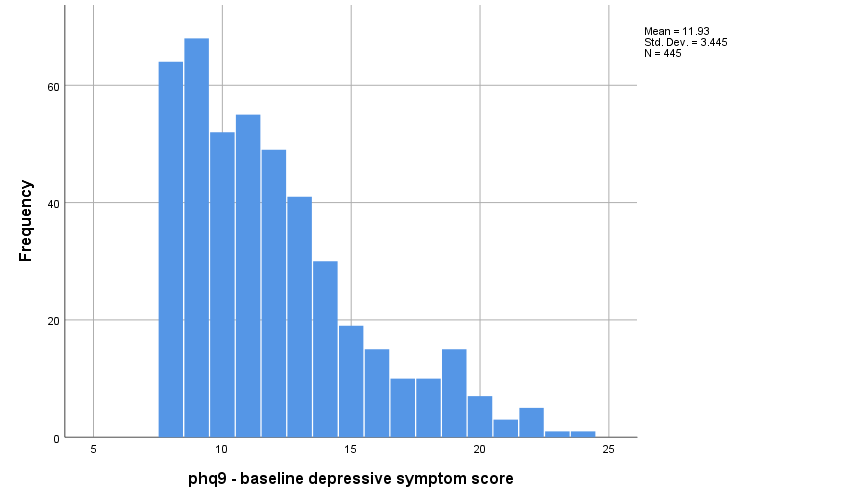 Mean = 11.93
Std. Dev. = 3.445
N = 445
Frequency
60
40
20
0
5 10 15 20 25
phq9 - baseline depressive symptom score